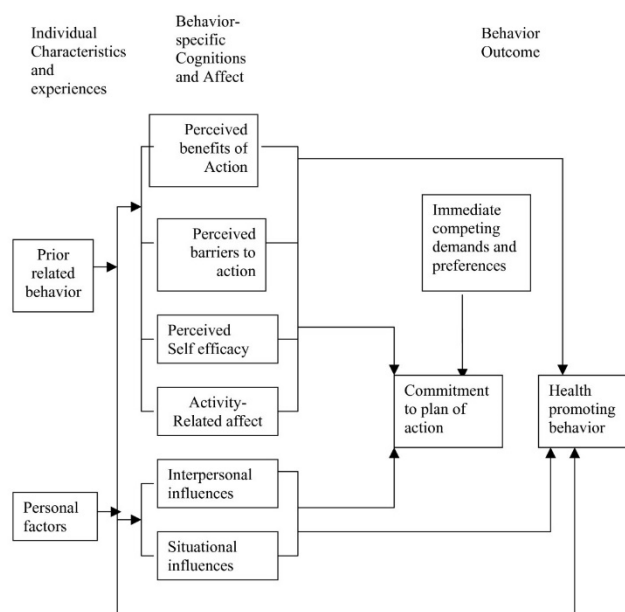 Individual
Characteristics
and
experiences
Behavior-
specific
Cognitions
and Affect
Behavior
Outcome
Perceived
benefits of
Action
Immediate
competing
demands and
preferences
Perceived
barriers to
action
Prior
related
behavior
Perceived
Self efficacy
Activity-
Related affect
Commitment
to plan of
action
Health
promoting
behavior
Interpersonal
influences
Personal
factors
Situational
influences